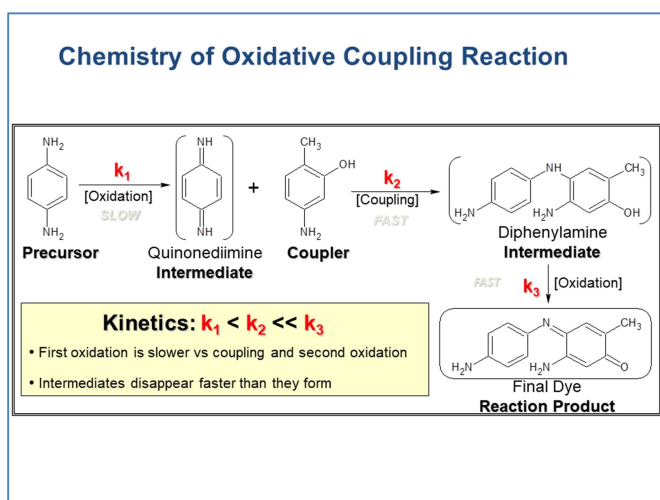 Chemistry of Oxidative Coupling Reaction
NH₂
NH₂
Precursor
k₁
[Oxidation]
SLOW
NH
NH
Quinonediimine
Intermediate
+
CH₃
OH
NH₂
Coupler
k₂
[Coupling]
FAST
H₂N
NH
H₂N
CH₃
OH
Diphenylamine
Intermediate
FAST
k₃
[Oxidation]
H₂N
N
H₂N
CH₃
O
Final Dye
Reaction Product
Kinetics: k₁ < k₂ << k₃
• First oxidation is slower vs coupling and second oxidation
• Intermediates disappear faster than they form